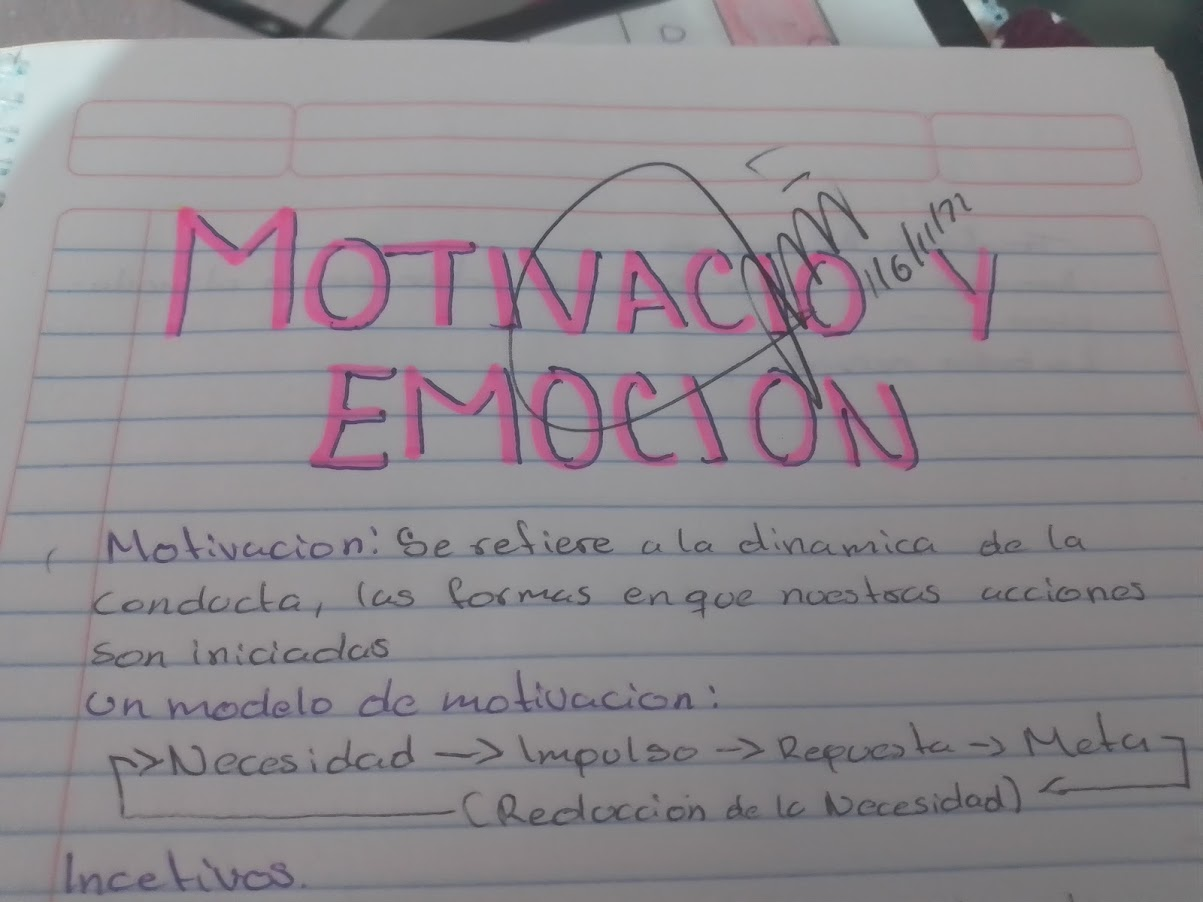 MOTIVACIO Y
EMOCION
Motivacion: Se refiere a la dinamica de la
conducta, las formas en que nuestras acciones
son iniciadas
Un modelo de motivacion:
Necesidad → Impulso → Repuesta → Meta
(Reduccion de la Necesidad)
Incetivos.